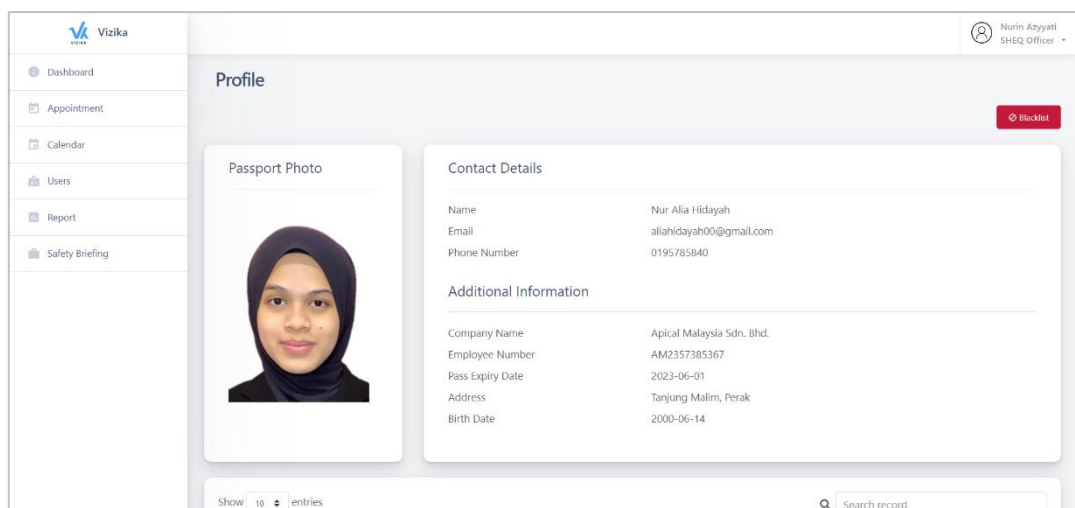 VIZIKA
Vizika
Nurin Azyyati
SHEQ Officer
Dashboard
Appointment
Calendar
Users
Report
Safety Briefing
Profile
Blacklist
Passport Photo
Contact Details
Name Nur Alia Hidayah
Email aliahidayah00@gmail.com
Phone Number 0195785840
Additional Information
Company Name Apical Malaysia Sdn. Bhd.
Employee Number AM2357385367
Pass Expiry Date 2023-06-01
Address Tanjung Malim, Perak
Birth Date 2000-06-14
Show 10 entries
Search record